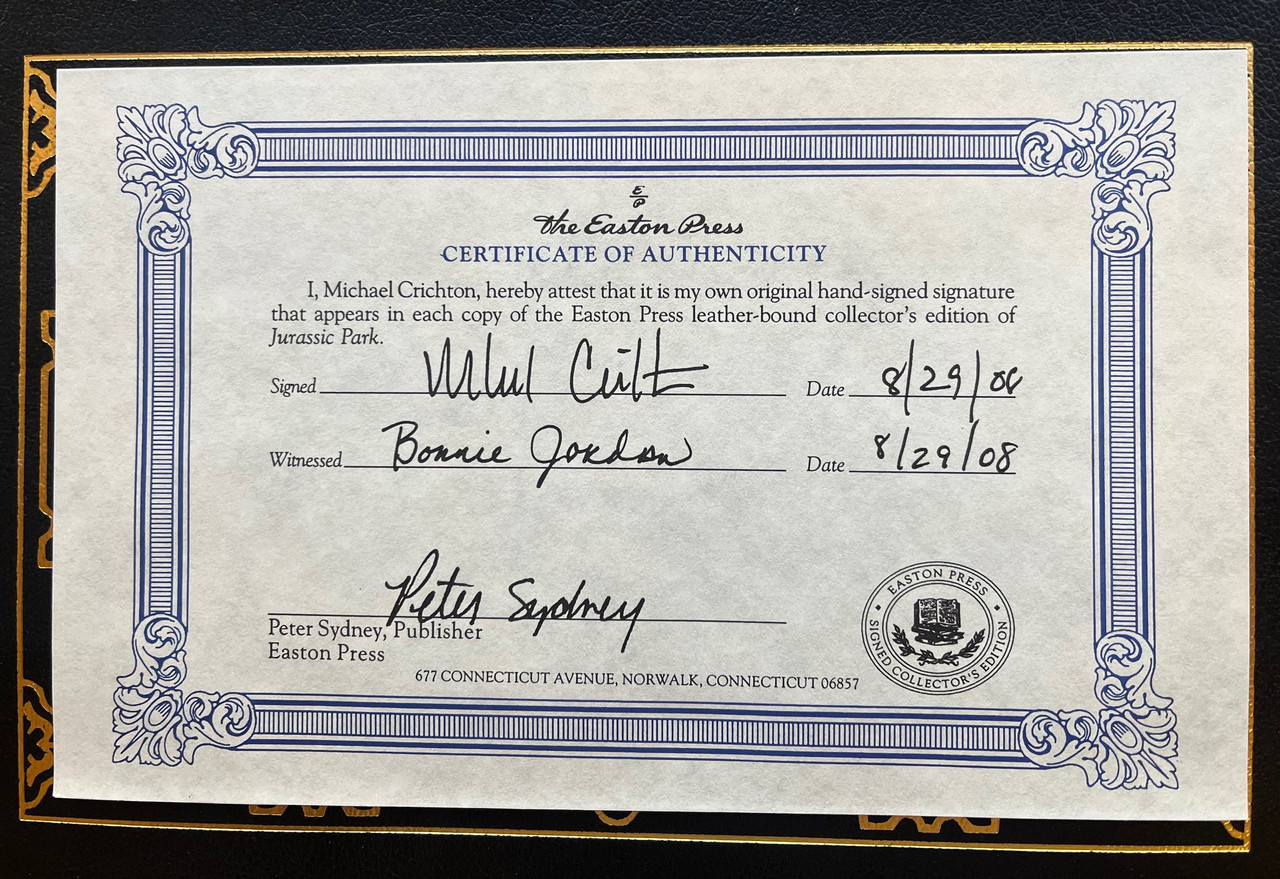 E
P
the Easton Press
CERTIFICATE OF AUTHENTICITY
I, Michael Crichton, hereby attest that it is my own original hand-signed signature
that appears in each copy of the Easton Press leather-bound collector's edition of
Jurassic Park.
Signed Date 8/29/08
Witnessed Bonnie Jordan Date 8/29/08
Peter Sydney
Peter Sydney, Publisher
Easton Press
677 CONNECTICUT AVENUE, NORWALK, CONNECTICUT 06857
EASTON PRESS
SIGNED COLLECTOR'S EDITION